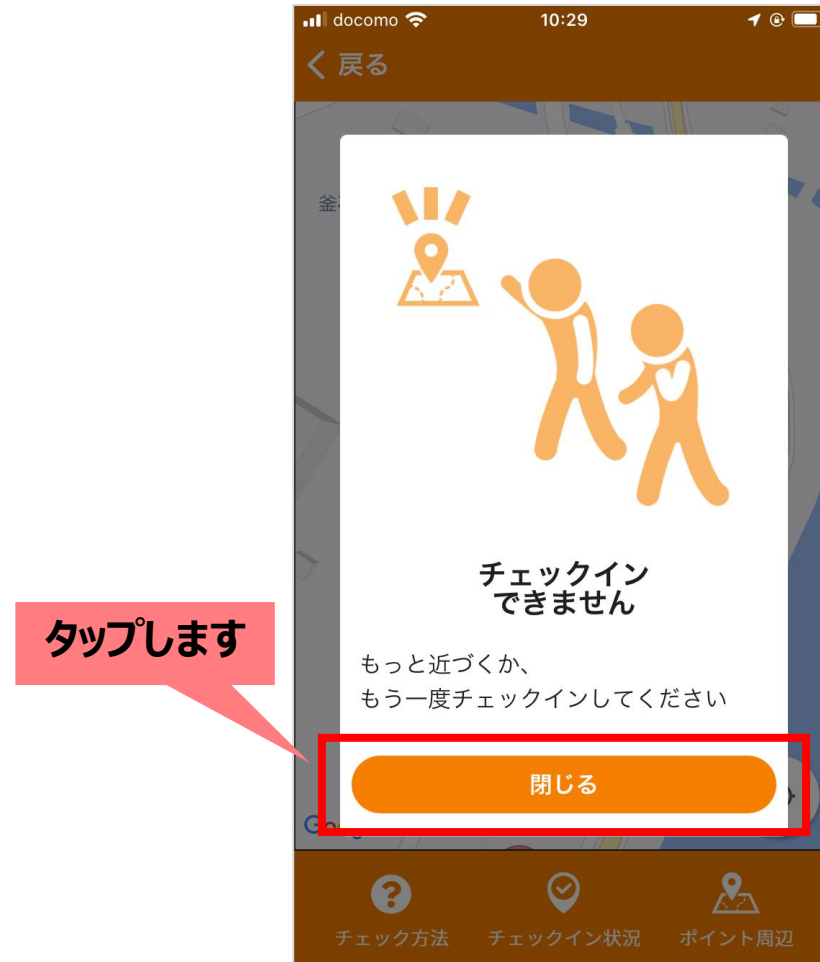 docomo 10:29
戻る
チェックイン
できません
タップします
もっと近づくか、
もう一度チェックインしてください
閉じる
チェック方法 チェックイン状況 ポイント周辺